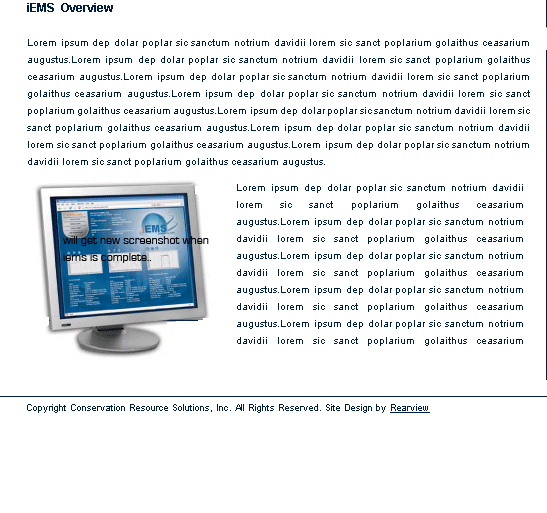 iEMS Overview
Lorem ipsum dep dolar poplar sic sanctum notrium davidii lorem sic sanct poplarium golaithus ceasarium
augustus.Lorem ipsum dep dolar poplar sic sanctum notrium davidii lorem sic sanct poplarium golaithus
ceasarium augustus.Lorem ipsum dep dolar poplar sic sanctum notrium davidii lorem sic sanct poplarium
golaithus ceasarium augustus.Lorem ipsum dep dolar poplar sic sanctum notrium davidii lorem sic sanct
poplarium golaithus ceasarium augustus.Lorem ipsum dep dolar poplar sic sanctum notrium davidii lorem sic
sanct poplarium golaithus ceasarium augustus.Lorem ipsum dep dolar poplar sic sanctum notrium davidii
lorem sic sanct poplarium golaithus ceasarium augustus.Lorem ipsum dep dolar poplar sic sanctum notrium
davidii lorem sic sanct poplarium golaithus ceasarium augustus.
iEMS
will get new screenshot when
iems is complete..
Lorem ipsum dep dolar poplar sic sanctum notrium davidii
lorem sic sanct poplarium golaithus ceasarium
augustus.Lorem ipsum dep dolar poplar sic sanctum notrium
davidii lorem sic sanct poplarium golaithus ceasarium
augustus.Lorem ipsum dep dolar poplar sic sanctum notrium
davidii lorem sic sanct poplarium golaithus ceasarium
augustus.Lorem ipsum dep dolar poplar sic sanctum notrium
davidii lorem sic sanct poplarium golaithus ceasarium
augustus.Lorem ipsum dep dolar poplar sic sanctum notrium
davidii lorem sic sanct poplarium golaithus ceasarium
Copyright Conservation Resource Solutions, Inc. All Rights Reserved. Site Design by Rearview